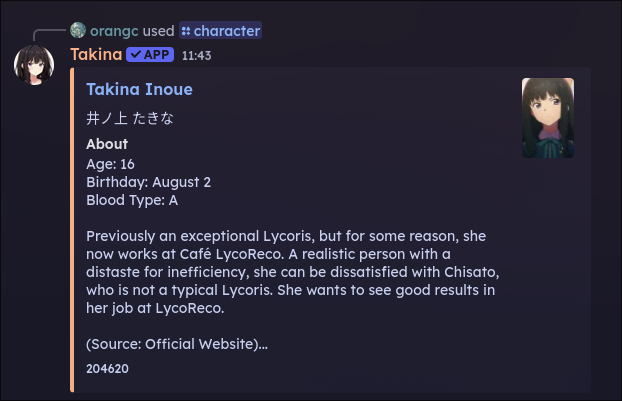 orangc used character
Takina APP 11:43
Takina Inoue
井ノ上 たきな
About
Age: 16
Birthday: August 2
Blood Type: A
Previously an exceptional Lycoris, but for some reason, she
now works at Café LycoReco. A realistic person with a
distaste for inefficiency, she can be dissatisfied with Chisato,
who is not a typical Lycoris. She wants to see good results in
her job at LycoReco.
(Source: Official Website)...
204620